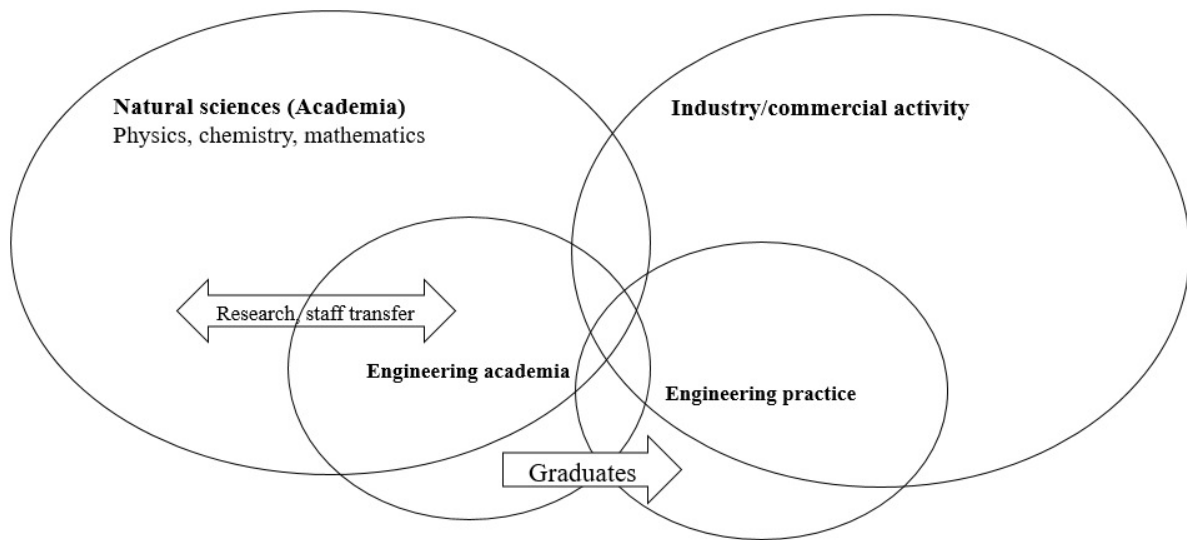 Natural sciences (Academia)
Physics, chemistry, mathematics
Industry/commercial activity
Research, staff transfer
Engineering academia
Engineering practice
Graduates